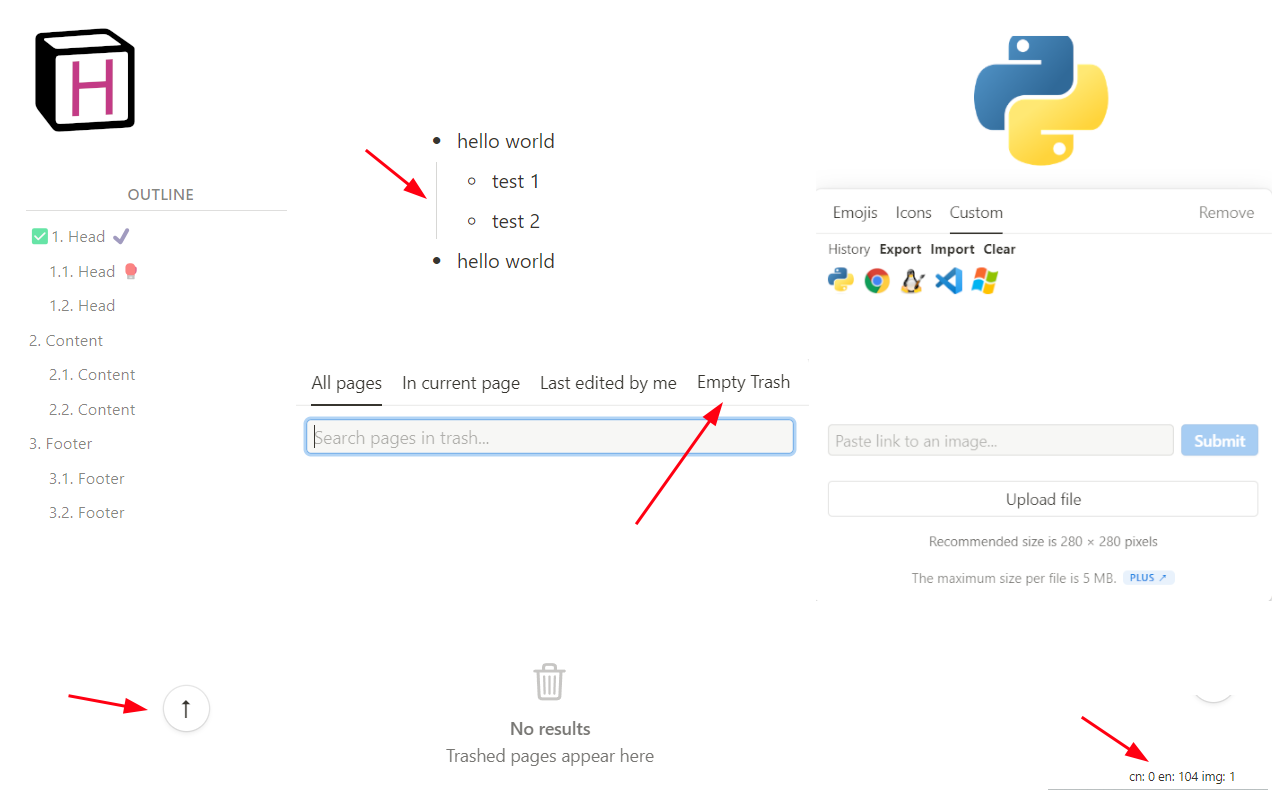 H
OUTLINE
✅ 1. Head ✔
1.1. Head 🎈
1.2. Head
2. Content
2.1. Content
2.2. Content
3. Footer
3.1. Footer
3.2. Footer
↑
• hello world
◦ test 1
◦ test 2
• hello world
All pages In current page Last edited by me Empty Trash
Search pages in trash...
No results
Trashed pages appear here
Emojis Icons Custom Remove
History Export Import Clear
Paste link to an image... Submit
Upload file
Recommended size is 280 × 280 pixels
The maximum size per file is 5 MB. PLUS ↗
cn: 0 en: 104 img: 1